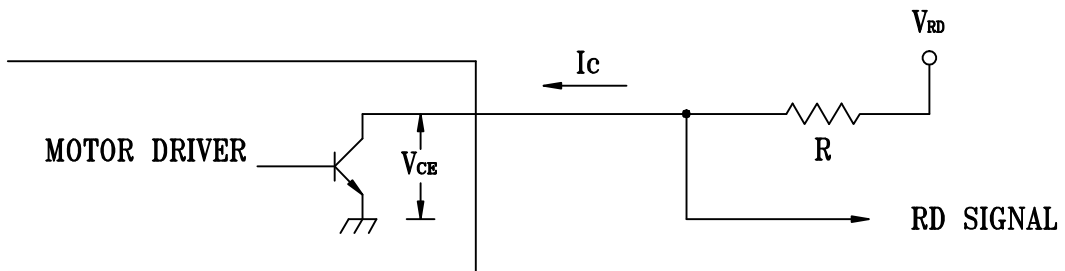 VRD
Ic
MOTOR DRIVER
VCE
R
RD SIGNAL